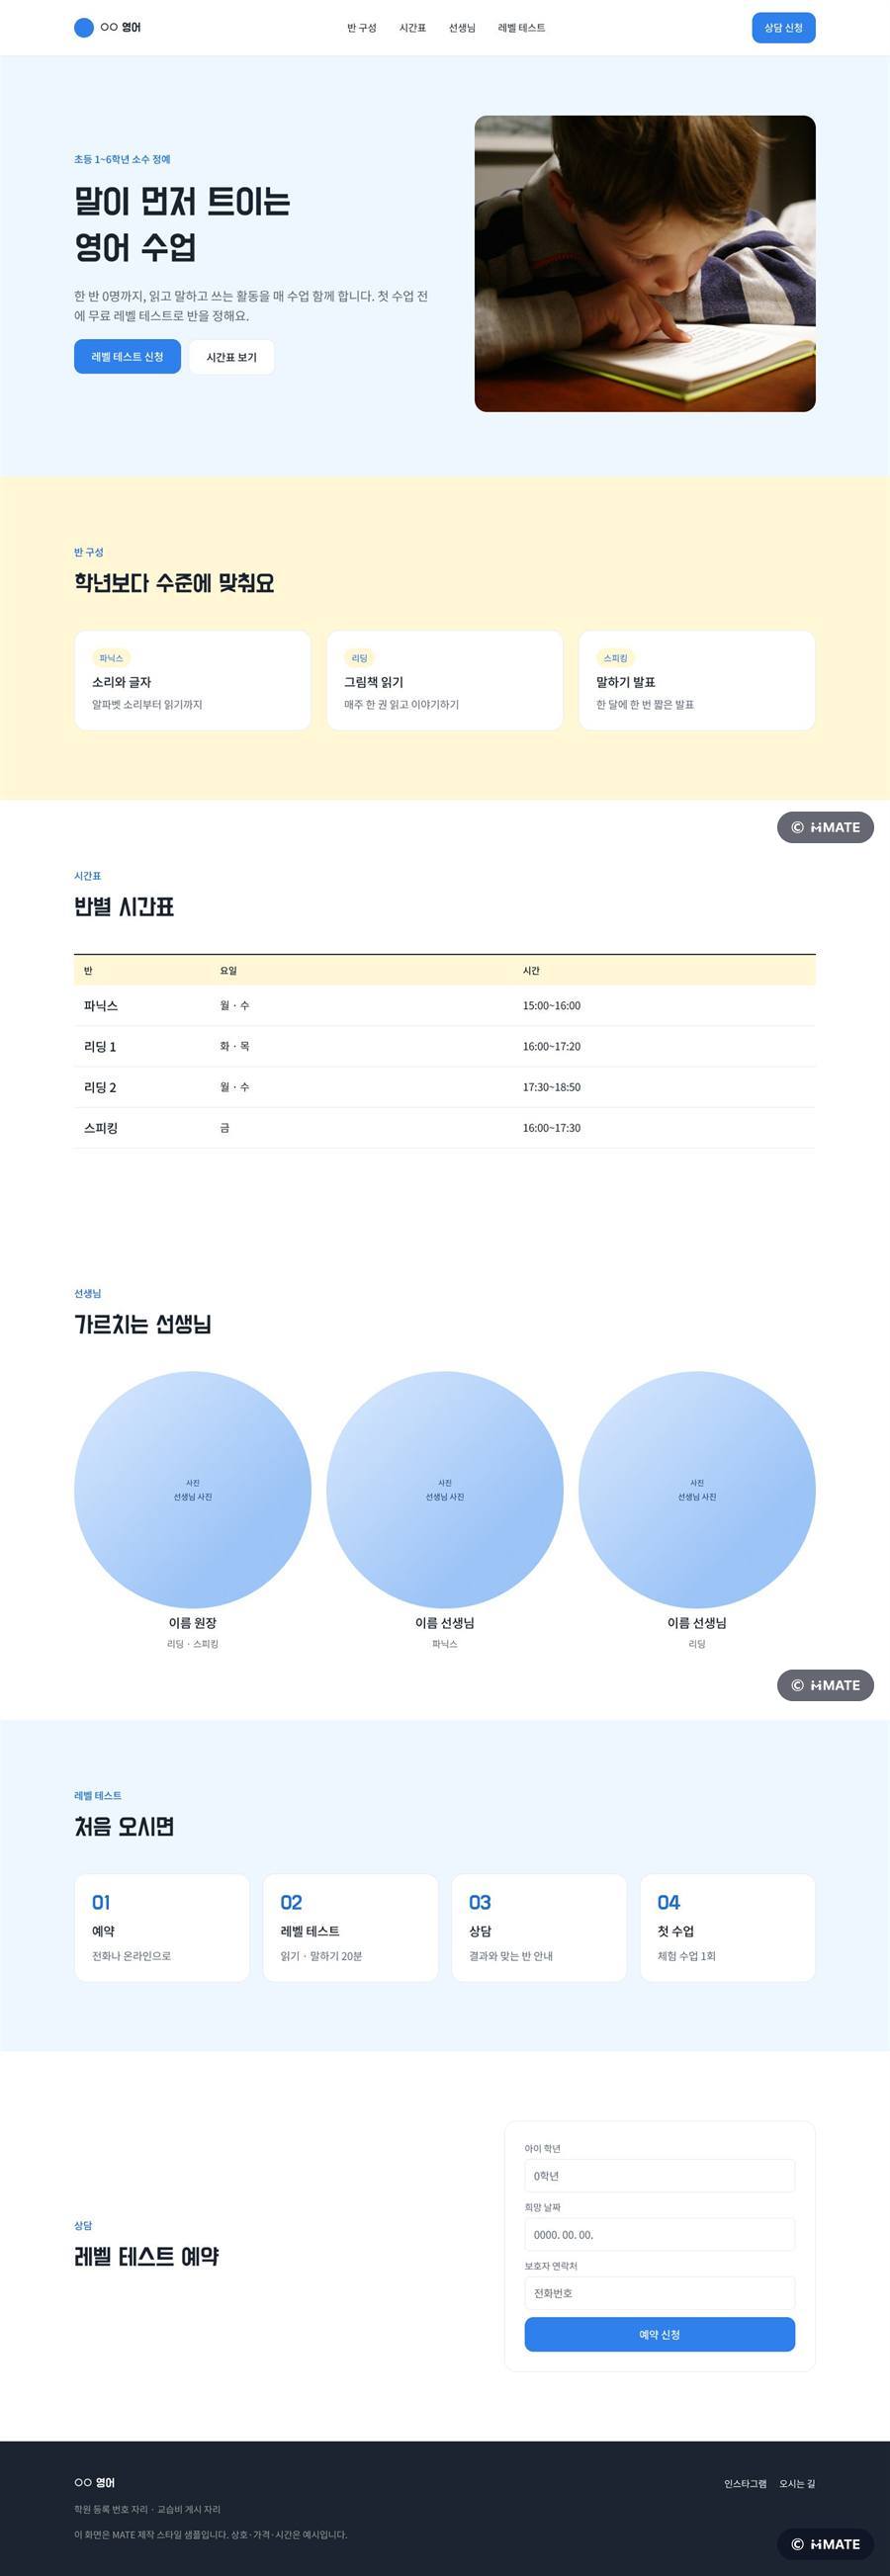 ○○ 영어
반 구성 시간표 선생님 레벨 테스트
상담 신청
초등 1~6학년 소수 정예
말이 먼저 트이는
영어 수업
한 반 0명까지, 읽고 말하고 쓰는 활동을 매 수업 함께 합니다. 첫 수업 전
에 무료 레벨 테스트로 반을 정해요.
레벨 테스트 신청 시간표 보기
반 구성
학년보다 수준에 맞춰요
파닉스
소리와 글자
알파벳 소리부터 읽기까지
리딩
그림책 읽기
매주 한 권 읽고 이야기하기
스피킹
말하기 발표
한 달에 한 번 짧은 발표
© MATE
시간표
반별 시간표
반 요일 시간
파닉스 월 · 수 15:00~16:00
리딩 1 화 · 목 16:00~17:20
리딩 2 월 · 수 17:30~18:50
스피킹 금 16:00~17:30
선생님
가르치는 선생님
사진
선생님 사진
이름 원장
리딩 · 스피킹
사진
선생님 사진
이름 선생님
파닉스
사진
선생님 사진
이름 선생님
리딩
© MATE
레벨 테스트
처음 오시면
01
예약
전화나 온라인으로
02
레벨 테스트
읽기 · 말하기 20분
03
상담
결과와 맞는 반 안내
04
첫 수업
체험 수업 1회
상담
레벨 테스트 예약
아이 학년
0학년
희망 날짜
0000. 00. 00.
보호자 연락처
전화번호
예약 신청
○○ 영어
인스타그램 오시는 길
학원 등록 번호 자리 · 교습비 게시 자리
이 화면은 MATE 제작 스타일 샘플입니다. 상호·가격·시간은 예시입니다.
© MATE